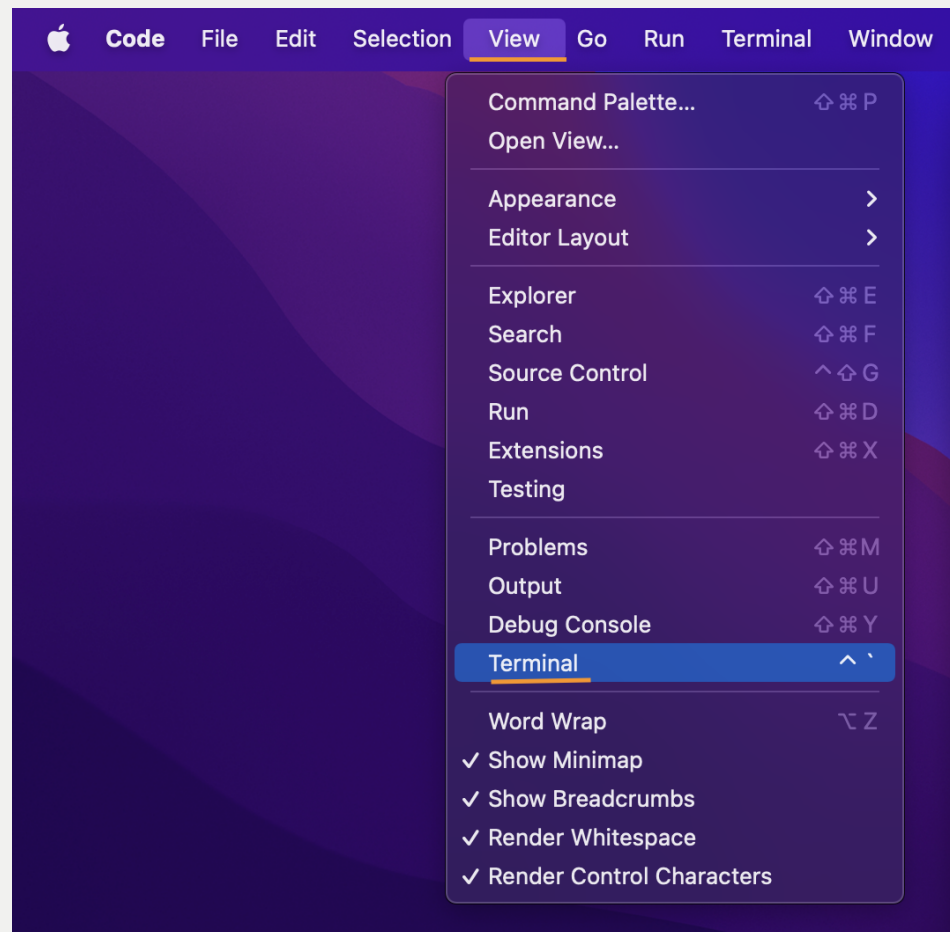 Code File Edit Selection View Go Run Terminal Window
Command Palette... ⇧⌘P
Open View...
Appearance
Editor Layout
Explorer ⇧⌘E
Search ⇧⌘F
Source Control ^⇧G
Run ⇧⌘D
Extensions ⇧⌘X
Testing
Problems ⇧⌘M
Output ⇧⌘U
Debug Console ⇧⌘Y
Terminal ^`
Word Wrap ⌥Z
✓ Show Minimap
✓ Show Breadcrumbs
✓ Render Whitespace
✓ Render Control Characters